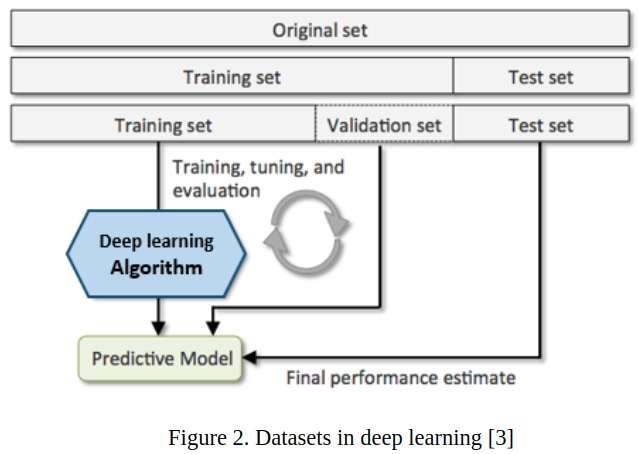 Original set
Training set Test set
Training set Validation set Test set
Training, tuning, and
evaluation
Deep learning
Algorithm
Predictive Model
Final performance estimate
Figure 2. Datasets in deep learning [3]